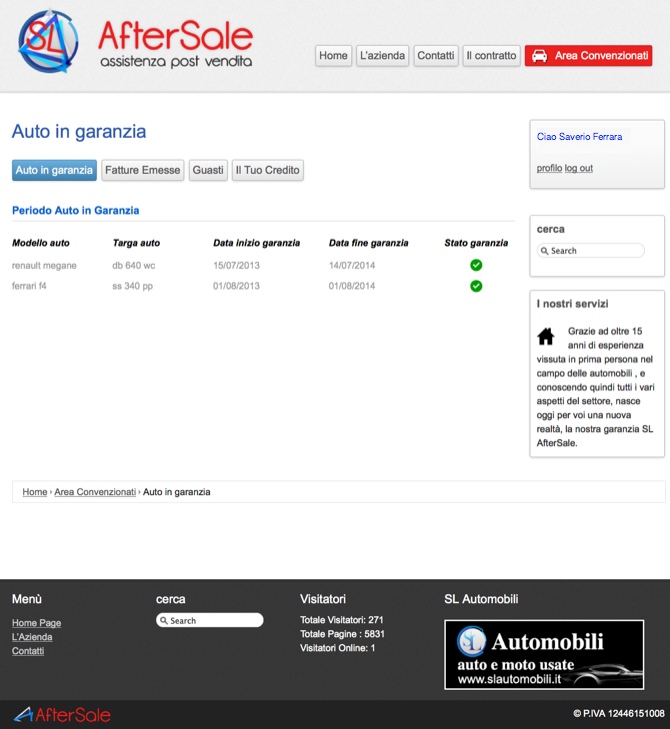 SL AfterSale
assistenza post vendita
Home L'azienda Contatti Il contratto Area Convenzionati
Auto in garanzia
Auto in garanzia Fatture Emesse Guasti Il Tuo Credito
Periodo Auto in Garanzia
Modello auto Targa auto Data inizio garanzia Data fine garanzia Stato garanzia
renault megane db 640 wc 15/07/2013 14/07/2014
ferrari f4 ss 340 pp 01/08/2013 01/08/2014
Ciao Saverio Ferrara
profilo log out
cerca
Search
I nostri servizi
Grazie ad oltre 15
anni di esperienza
vissuta in prima persona nel
campo delle automobili , e
conoscendo quindi tutti i vari
aspetti del settore, nasce
oggi per voi una nuova
realtà, la nostra garanzia SL
AfterSale.
Home Area Convenzionati Auto in garanzia
Menù
Home Page
L'Azienda
Contatti
cerca
Search
Visitatori
Totale Visitatori: 271
Totale Pagine : 5831
Visitatori Online: 1
SL Automobili
SL Automobili
auto e moto usate
www.slautomobili.it
AfterSale
© P.IVA 12446151008